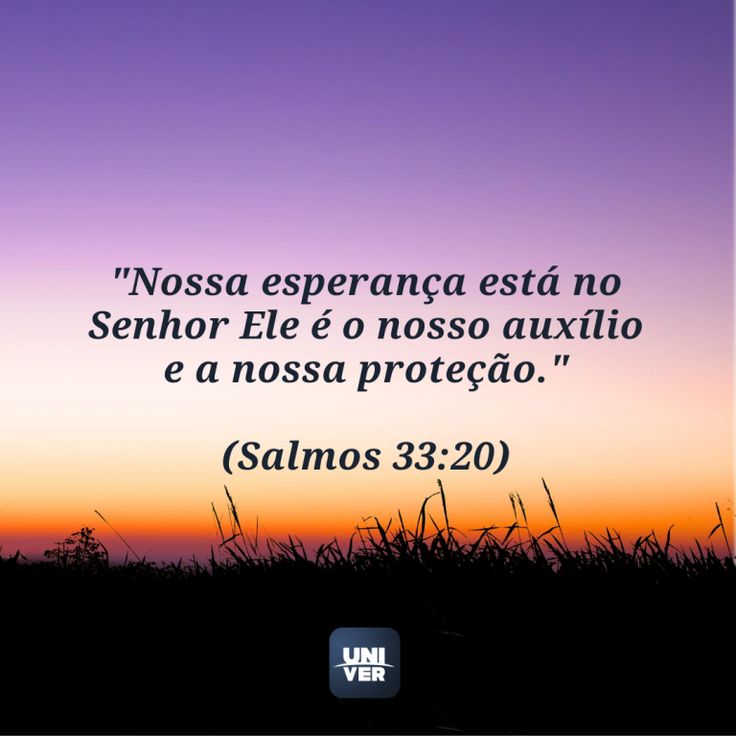 "Nossa esperança está no
Senhor Ele é o nosso auxílio
e a nossa proteção."
(Salmos 33:20)
UNI
VER